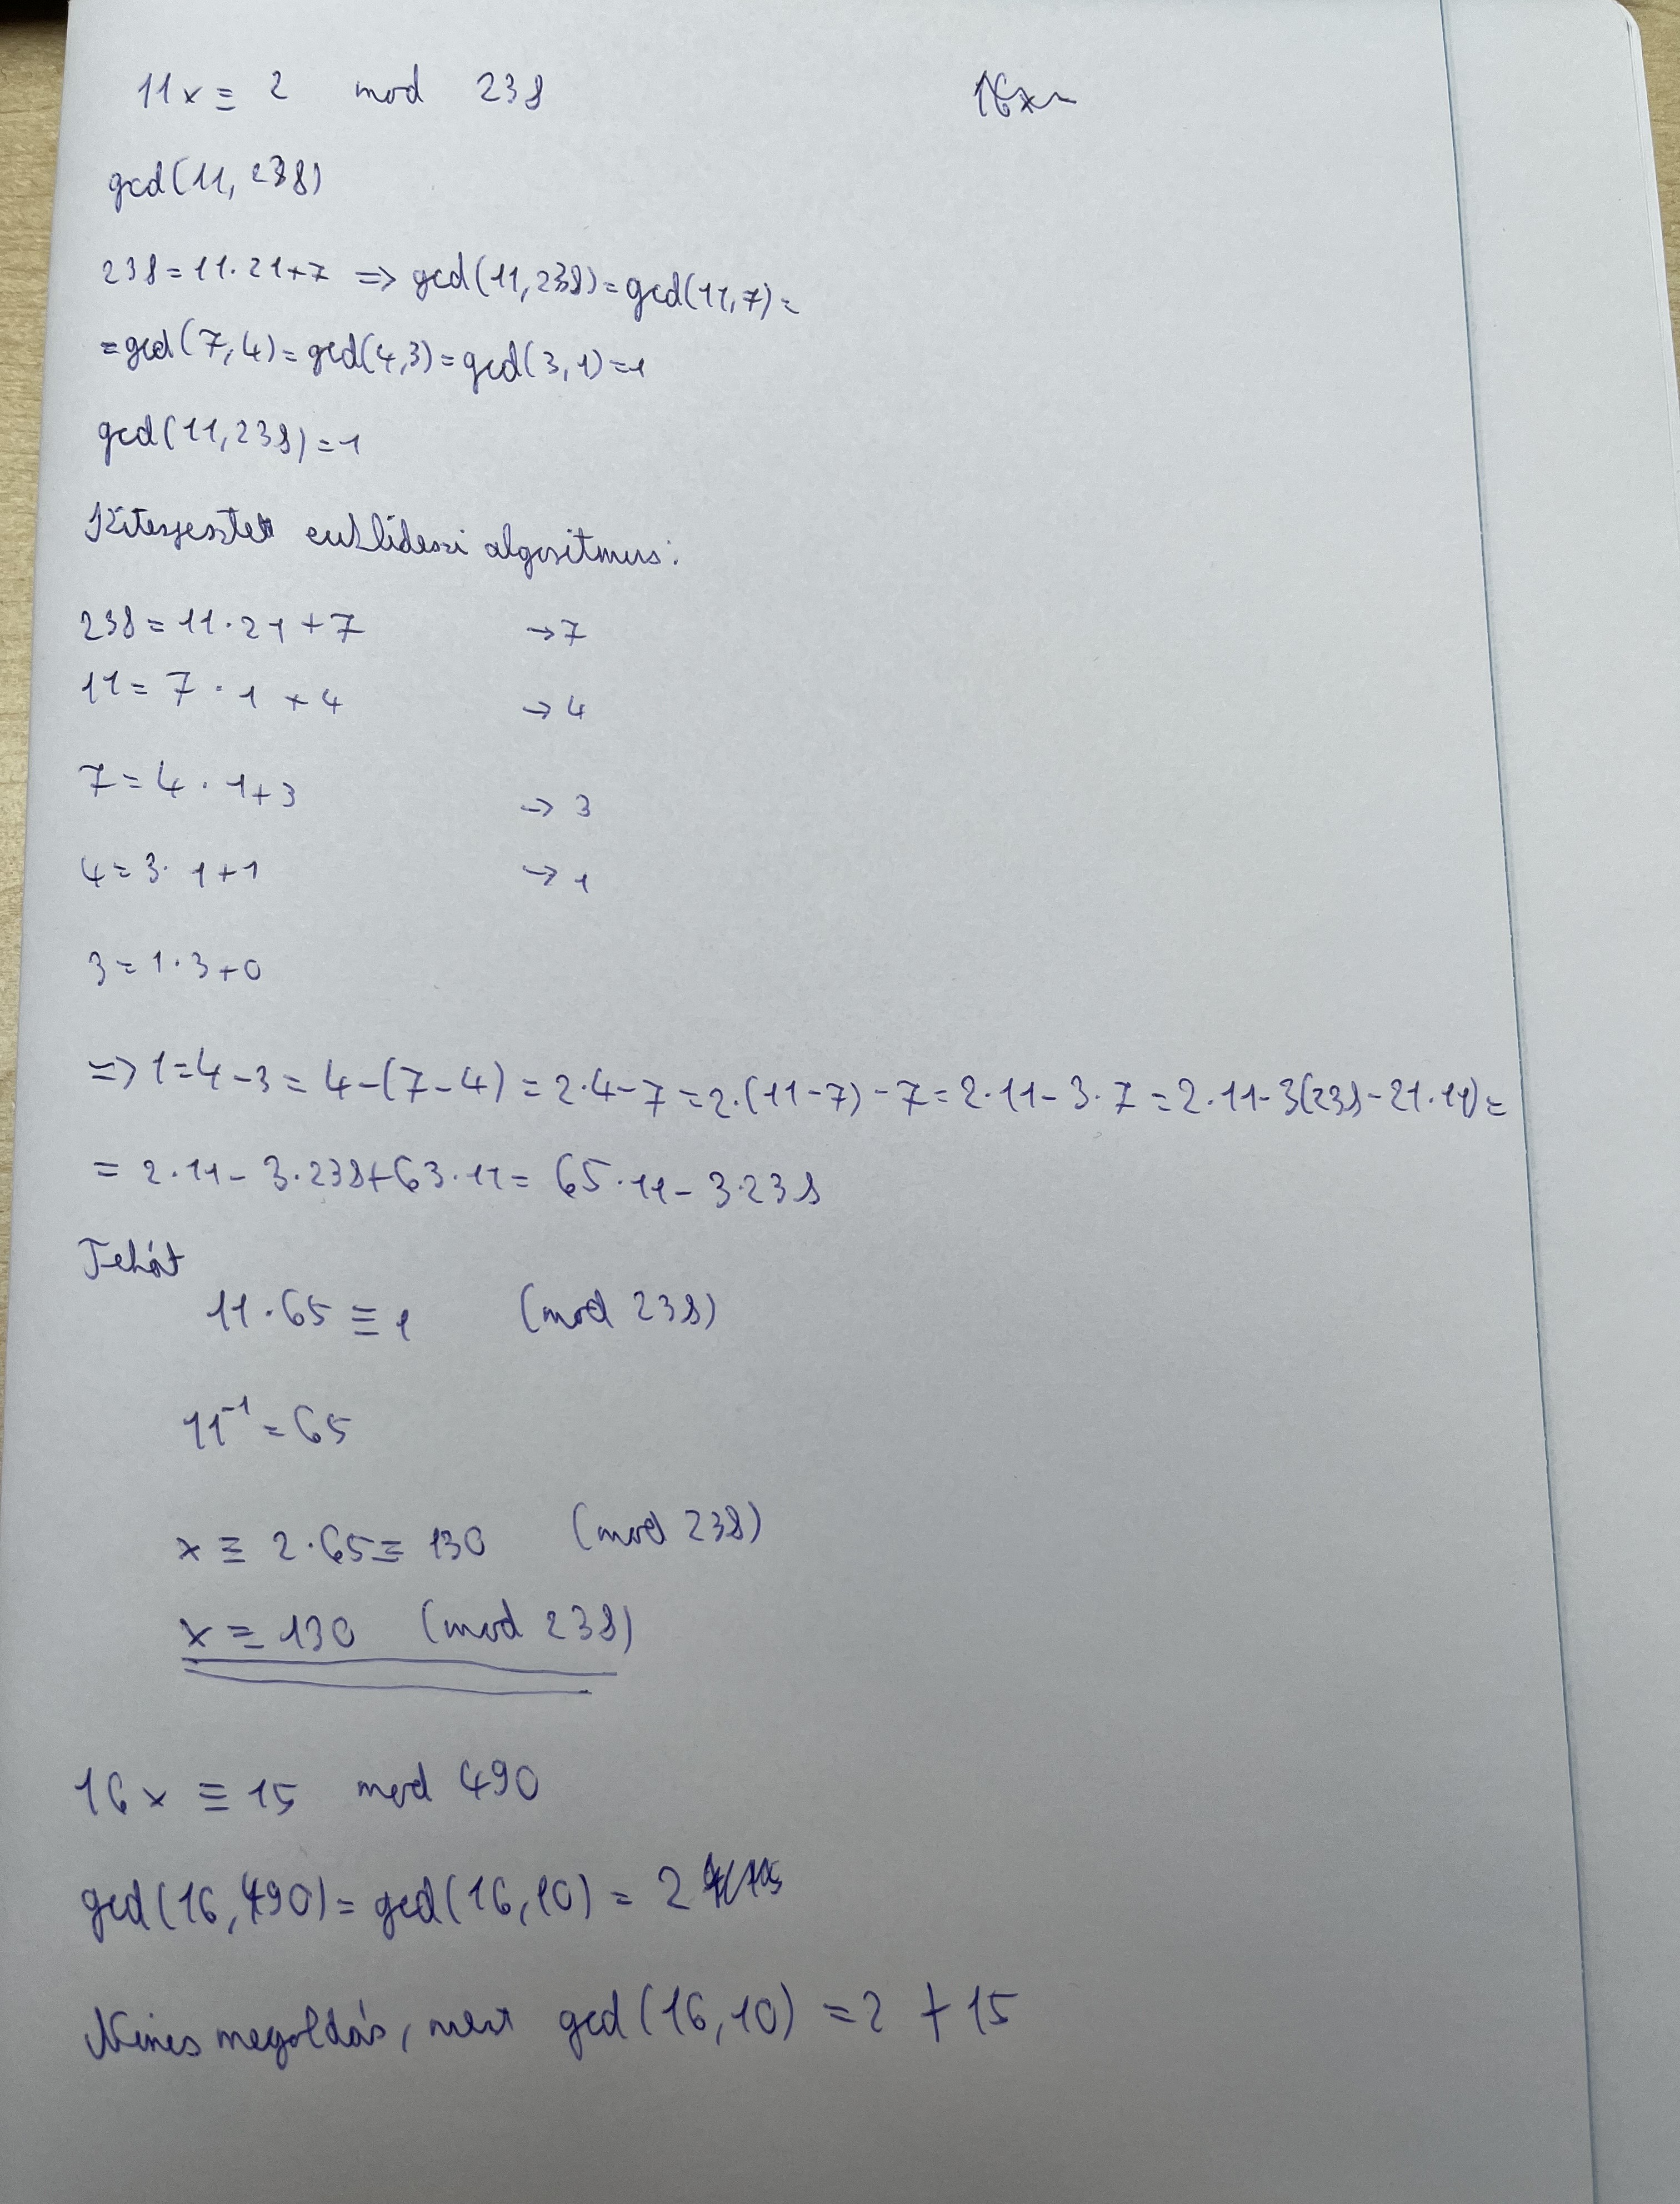 11x ≡ 2 mod 238
gcd(11, 238)
238 = 11·21+7 => gcd(11,238) = gcd(11,7) =
= gcd(7,4) = gcd(4,3) = gcd(3,1) = 1
gcd(11,238) = 1
Kiterjesztett euklideszi algoritmus:
238 = 11·21+7 → 7
11 = 7·1+4 → 4
7 = 4·1+3 → 3
4 = 3·1+1 → 1
3 = 1·3+0
=> 1 = 4-3 = 4-(7-4) = 2·4-7 = 2·(11-7)-7 = 2·11-3·7 = 2·11-3(238-21·11) =
= 2·11-3·238+63·11 = 65·11-3·238
Tehát
11·65 ≡ 1 (mod 238)
11⁻¹ = 65
x ≡ 2·65 ≡ 130 (mod 238)
x ≡ 130 (mod 238)
16x ≡ 15 mod 490
gcd(16, 490) = gcd(16, 10) = 2
Nincs megoldás, mert gcd(16, 10) = 2 ∤ 15